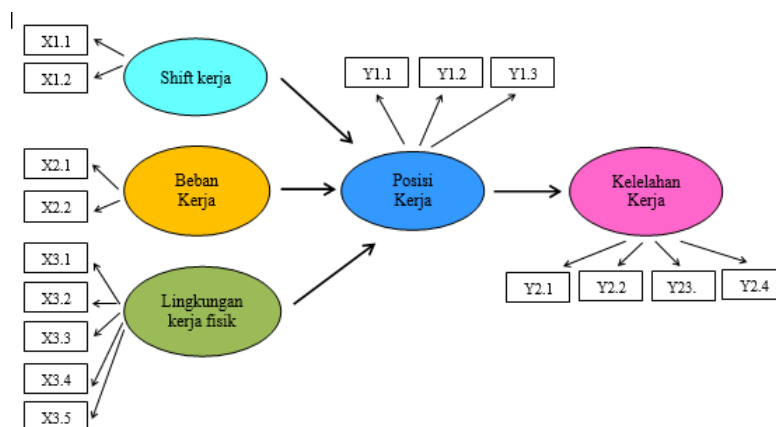 X1.1
X1.2
Shift kerja
Y1.1
Y1.2
Y1.3
X2.1
X2.2
Beban
Kerja
Posisi
Kerja
Kelelahan
Kerja
X3.1
X3.2
X3.3
X3.4
X3.5
Lingkungan
kerja fisik
Y2.1
Y2.2
Y23.
Y2.4